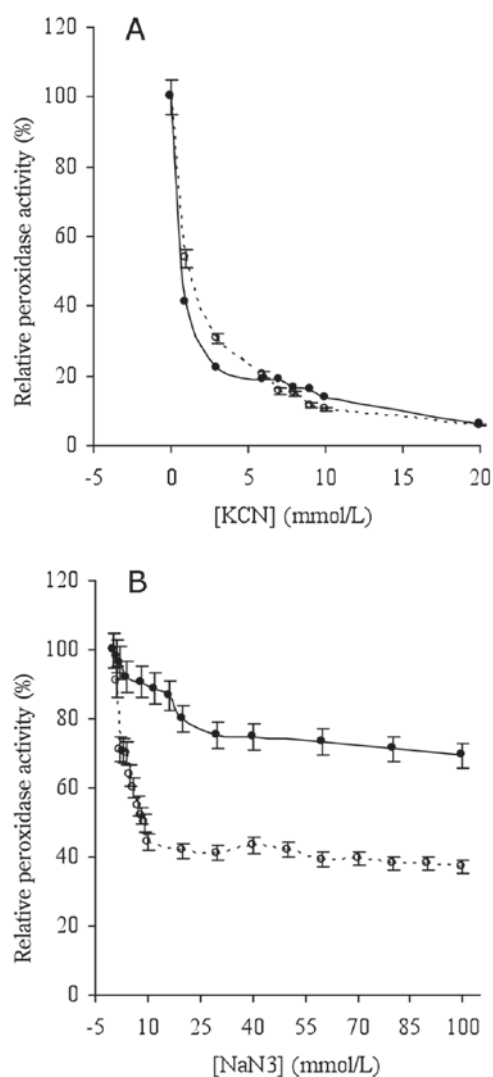 A
Relative peroxidase activity (%)
120
100
80
60
40
20
0
-5 0 5 10 15 20
[KCN] (mmol/L)
B
Relative peroxidase activity (%)
120
100
80
60
40
20
0
-5 10 25 40 55 70 85 100
[NaN3] (mmol/L)